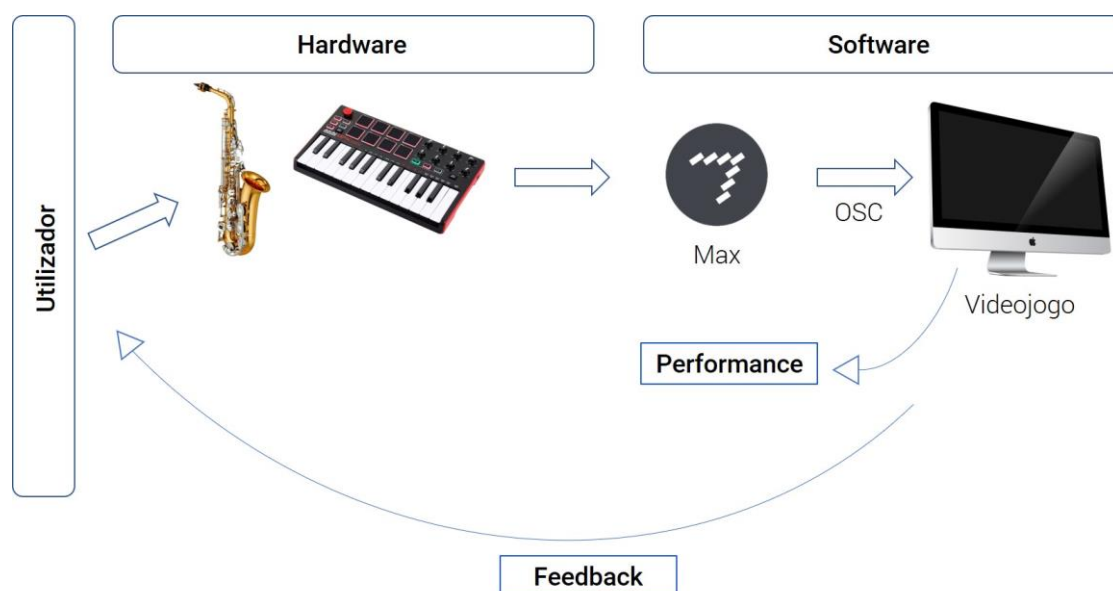 Hardware
Software
Utilizador
Max
OSC
Videojogo
Performance
Feedback